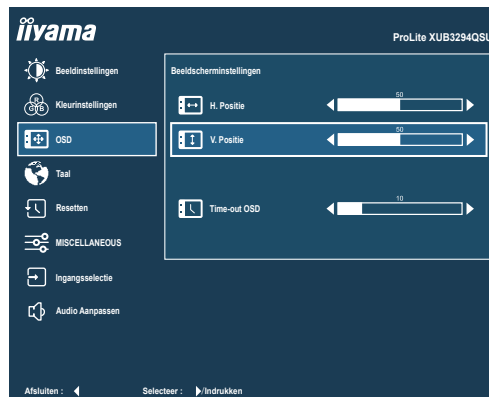 iiyama
ProLite XUB3294QSU
Beeldinstellingen
Kleurinstellingen
R
G B
OSD
Taal
Resetten
MISCELLANEOUS
Ingangsselectie
Audio Aanpassen
Beeldscherminstellingen
H. Positie
50
V. Positie
50
Time-out OSD
10
Afsluiten :
Selecteer : /Indrukken